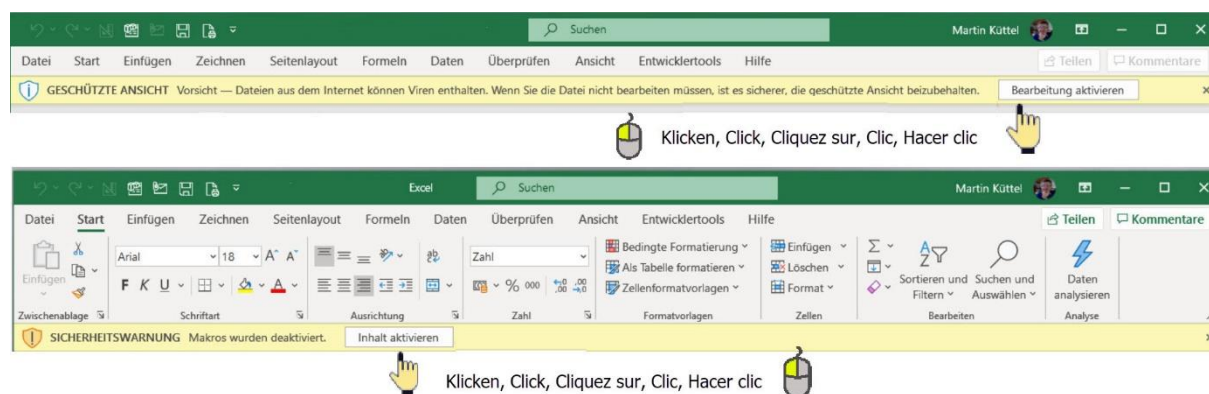 Suchen
Martin Küttel
Datei Start Einfügen Zeichnen Seitenlayout Formeln Daten Überprüfen Ansicht Entwicklertools Hilfe
Teilen Kommentare
GESCHÜTZTE ANSICHT Vorsicht — Dateien aus dem Internet können Viren enthalten. Wenn Sie die Datei nicht bearbeiten müssen, ist es sicherer, die geschützte Ansicht beizubehalten. Bearbeitung aktivieren
Klicken, Click, Cliquez sur, Clic, Hacer clic
Excel Suchen Martin Küttel
Datei Start Einfügen Zeichnen Seitenlayout Formeln Daten Überprüfen Ansicht Entwicklertools Hilfe
Teilen Kommentare
Einfügen
Arial 18 A A
F K U A
Zahl
% 000 ,00
Bedingte Formatierung
Als Tabelle formatieren
Zellenformatvorlagen
Einfügen
Löschen
Format
Sortieren und Filtern
Suchen und Auswählen
Daten analysieren
Zwischenablage Schriftart Ausrichtung Zahl Formatvorlagen Zellen Bearbeiten Analyse
SICHERHEITSWARNUNG Makros wurden deaktiviert. Inhalt aktivieren
Klicken, Click, Cliquez sur, Clic, Hacer clic